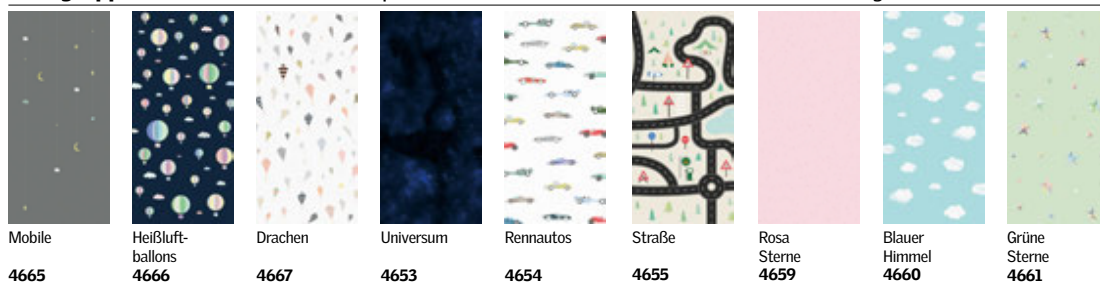 Mobile
4665
Heißluft-
ballons
4666
Drachen
4667
Universum
4653
Rennautos
4654
Straße
4655
Rosa
Sterne
4659
Blauer
Himmel
4660
Grüne
Sterne
4661